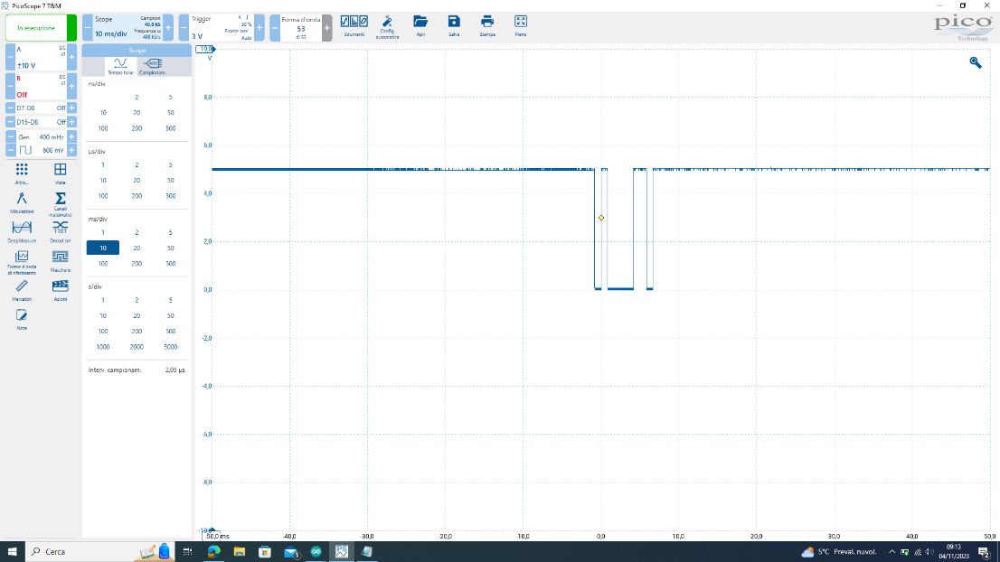 PicoScope 7 T&M
In esecuzione
Scope
10 ms/div
Campioni
48.8 kS
Frequenza ca
488 kS/s
Trigger
3 V
50 %
Fronte sem...
Auto
Forma d'onda
53
di 53
Strumenti
Config.
automatica
Apri
Salva
Stampa
Pieno
pico
Technology
A
DC
x1
±10 V
B
DC
x1
Off
D7-D0 Off
D15-D8 Off
Gen 400 mHz
600 mV
Altro...
Vista
Misurazioni
Canali
matematici
DeepMeasure
Decod ser
Forme d'onda
di riferimento
Maschere
Marcatori
Azioni
Note
Scope
Tempo base
Campionam.
ns/div
2 5
10 20 50
100 200 500
µs/div
1 2 5
10 20 50
100 200 500
ms/div
1 2 5
10 20 50
100 200 500
s/div
1 2 5
10 20 50
100 200 500
1000 2000 5000
Interv. campionam. 2,05 µs
10,0
V
8,0
6,0
4,0
2,0
0,0
-2,0
-4,0
-6,0
-8,0
-10,0
-50,0 ms -40,0 -30,0 -20,0 -10,0 0,0 10,0 20,0 30,0 40,0 50,0
Cerca
5°C Preval. nuvol.
09:13
04/11/2023